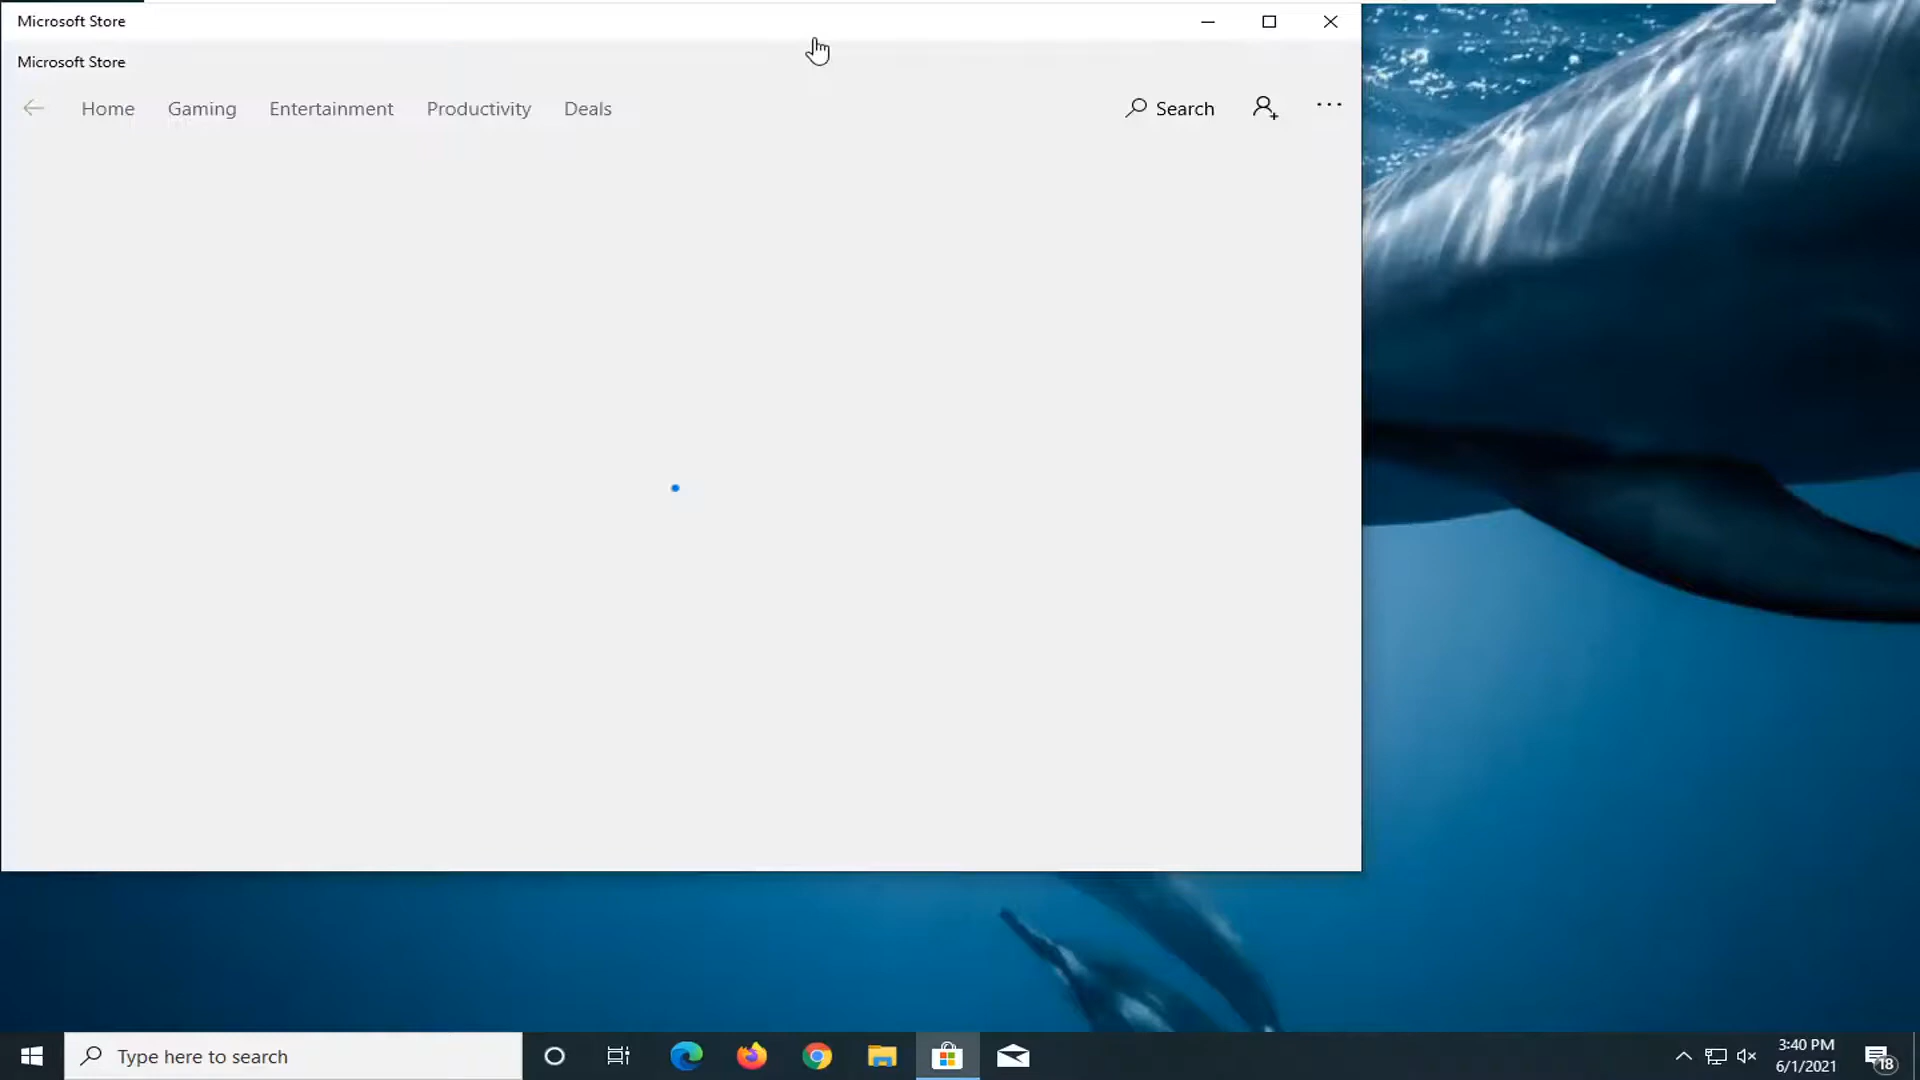 Microsoft Store
Microsoft Store
Home Gaming Entertainment Productivity Deals Search
Type here to search
3:40 PM
6/1/2021
18